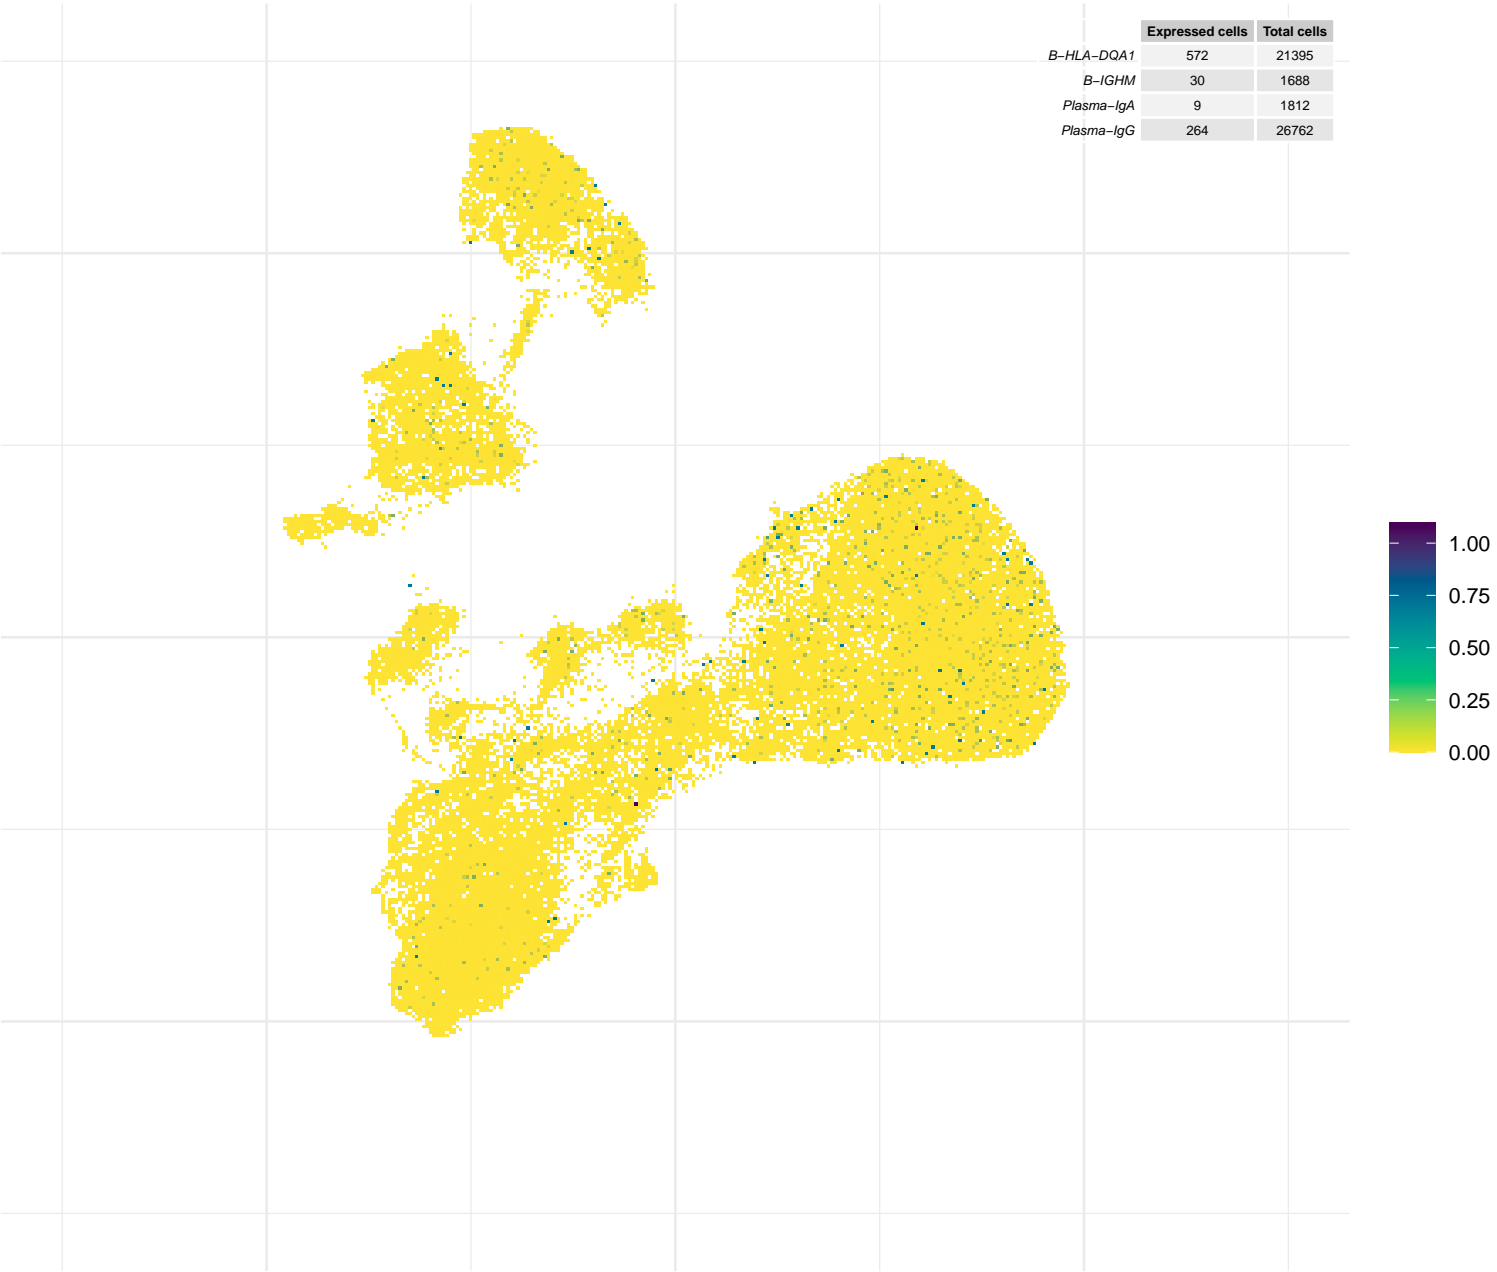 Expressed cells Total cells
B−HLA−DQA1 572 21395
B−IGHM 30 1688
Plasma−IgA 9 1812
Plasma−IgG 264 26762
1.00
0.75
0.50
0.25
0.00